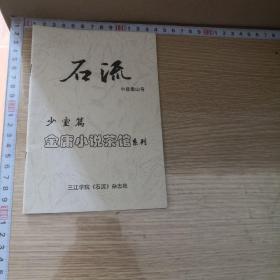 石流
少室篇
金庸小说茶馆系列
三江学院《石流》杂志社